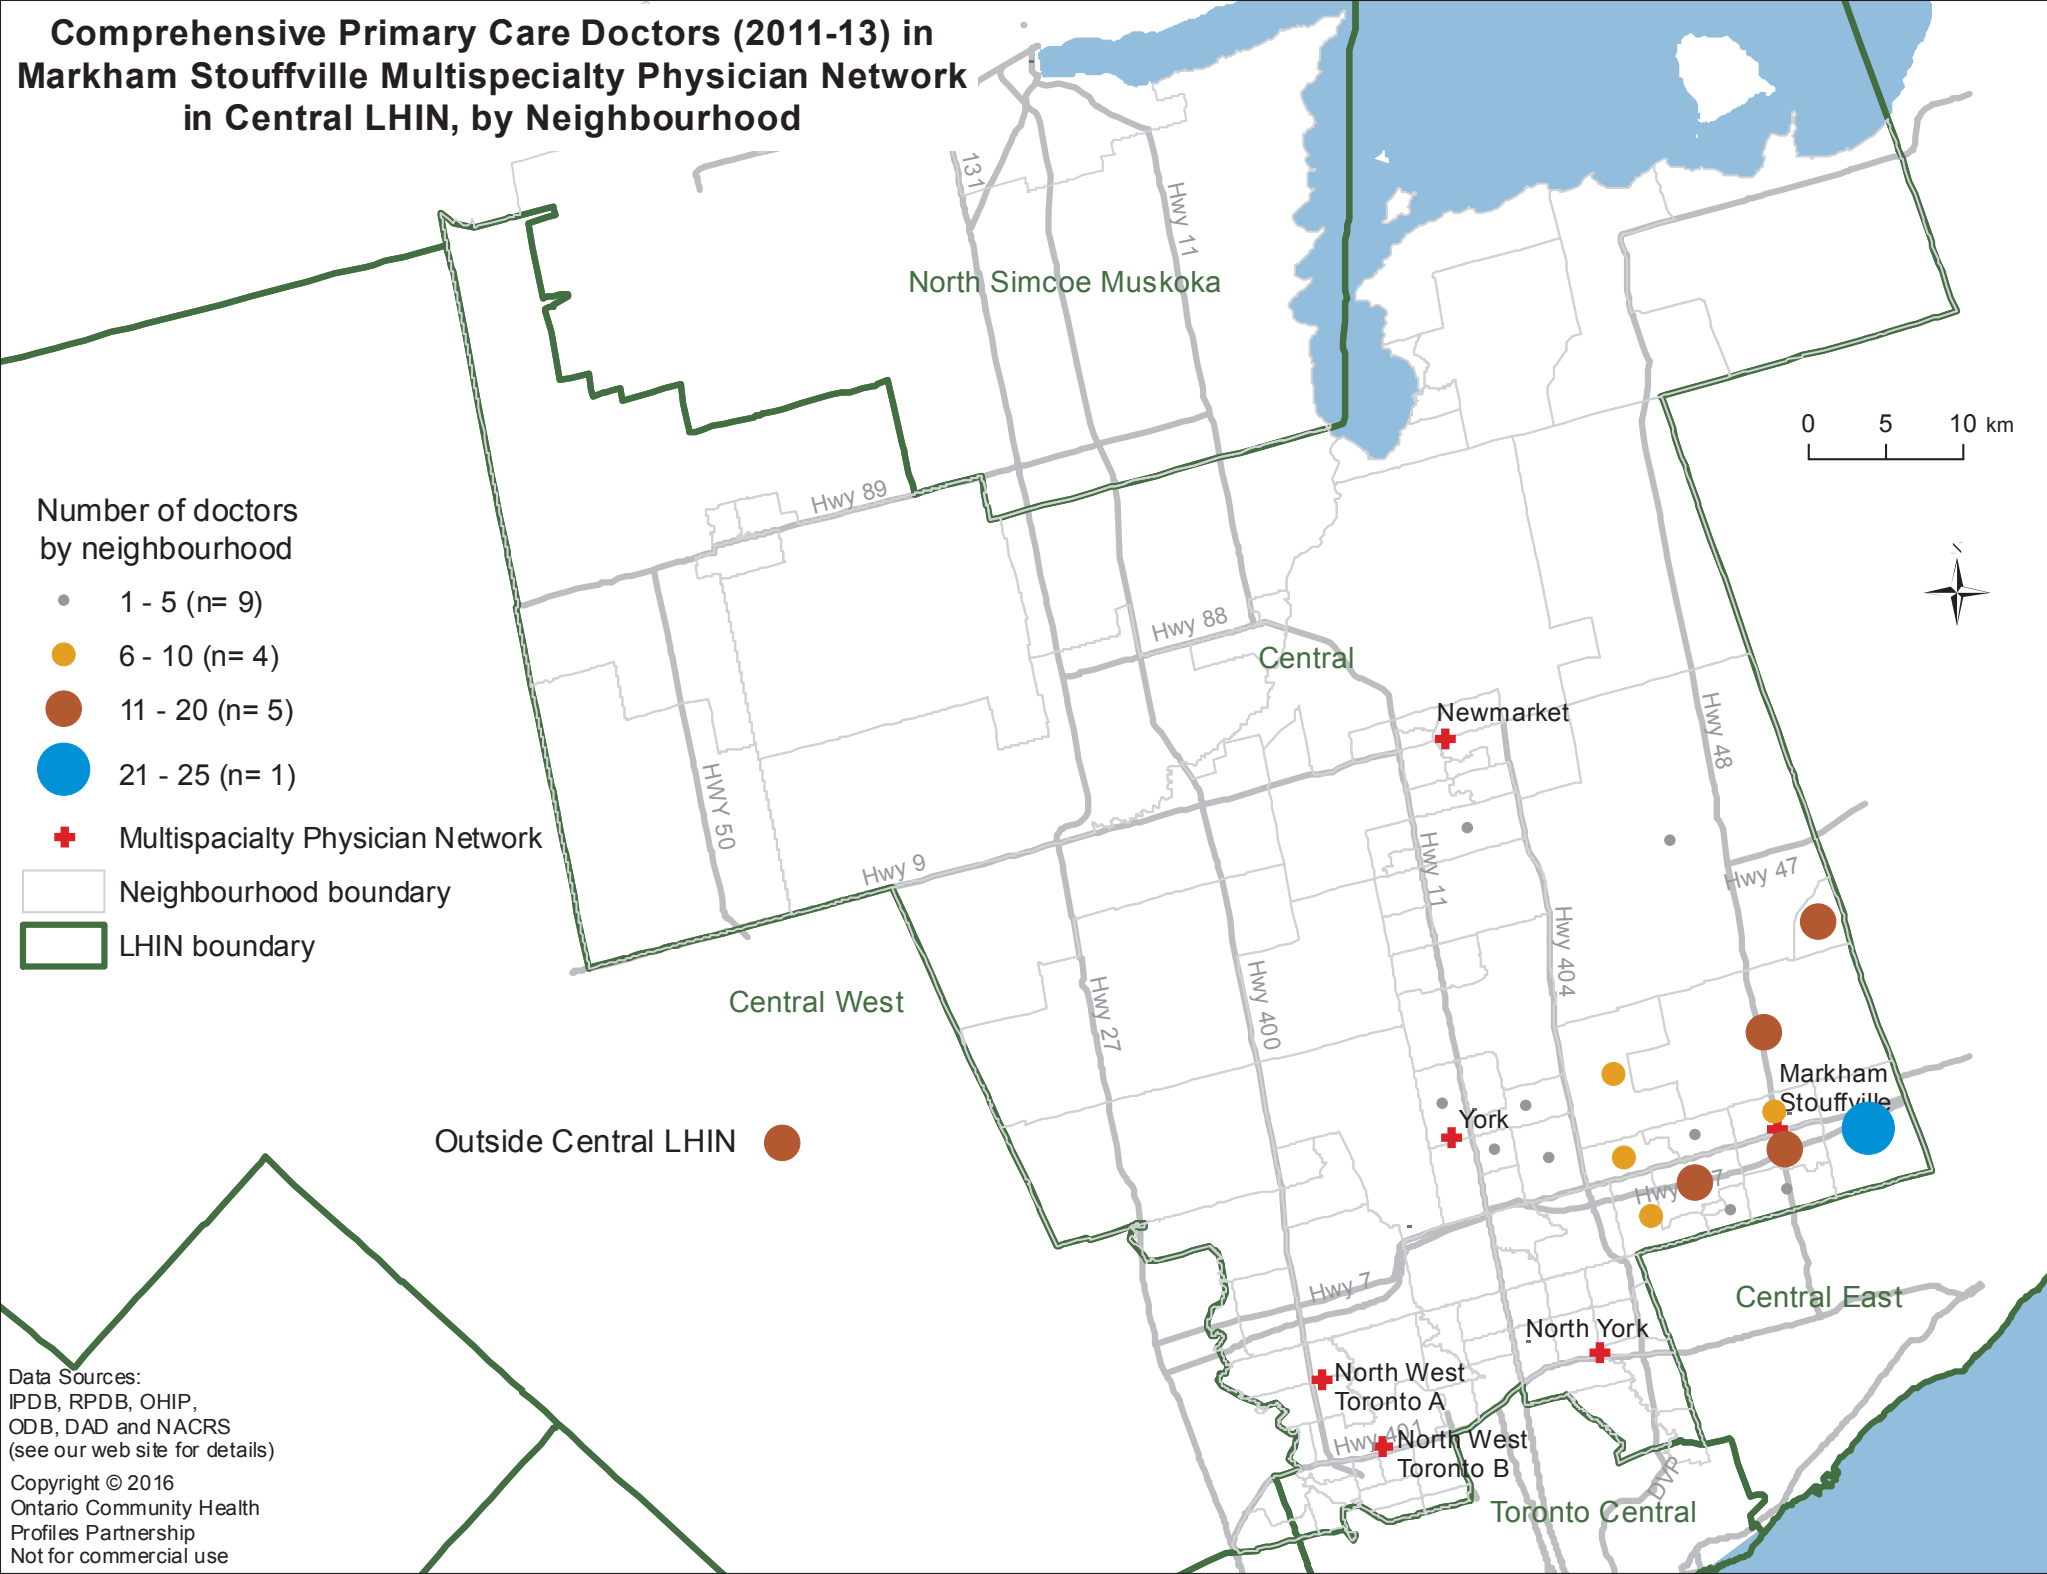 Comprehensive Primary Care Doctors (2011-13) in
Markham Stouffville Multispecialty Physician Network
in Central LHIN, by Neighbourhood
131
Hwy 11
North Simcoe Muskoka
0 5 10 km
Number of doctors
by neighbourhood
1 - 5 (n= 9)
6 - 10 (n= 4)
11 - 20 (n= 5)
21 - 25 (n= 1)
Multispacialty Physician Network
Neighbourhood boundary
LHIN boundary
Hwy 89
N
Hwy 88
Central
Newmarket
Hwy 48
HWY 50
Hwy 9
Hwy 11
Hwy 47
Hwy 404
Central West
Hwy 27
Hwy 400
Markham
Stouffville
York
Outside Central LHIN
Hwy 7
Hwy 7
Central East
North York
North West
Toronto A
Hwy 401
North West
Toronto B
DVP
Toronto Central
Data Sources:
IPDB, RPDB, OHIP,
ODB, DAD and NACRS
(see our web site for details)
Copyright © 2016
Ontario Community Health
Profiles Partnership
Not for commercial use